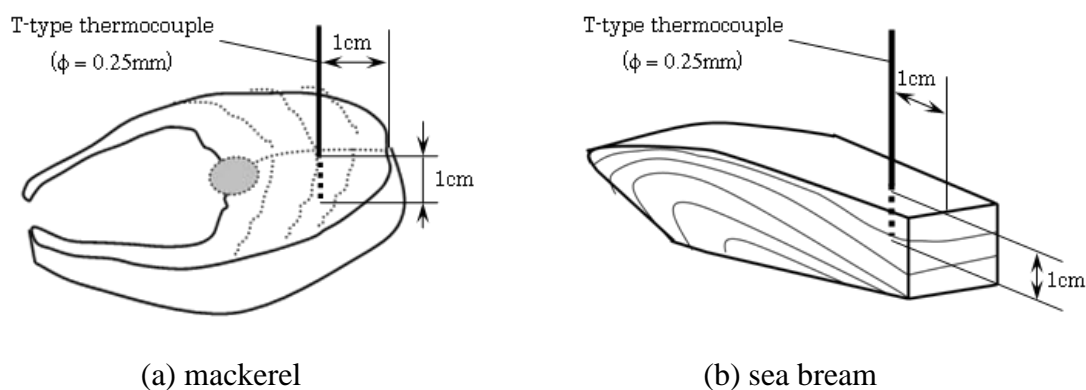 T-type thermocouple
(ϕ = 0.25mm)
1cm
1cm
(a) mackerel
T-type thermocouple
(ϕ = 0.25mm)
1cm
1cm
(b) sea bream